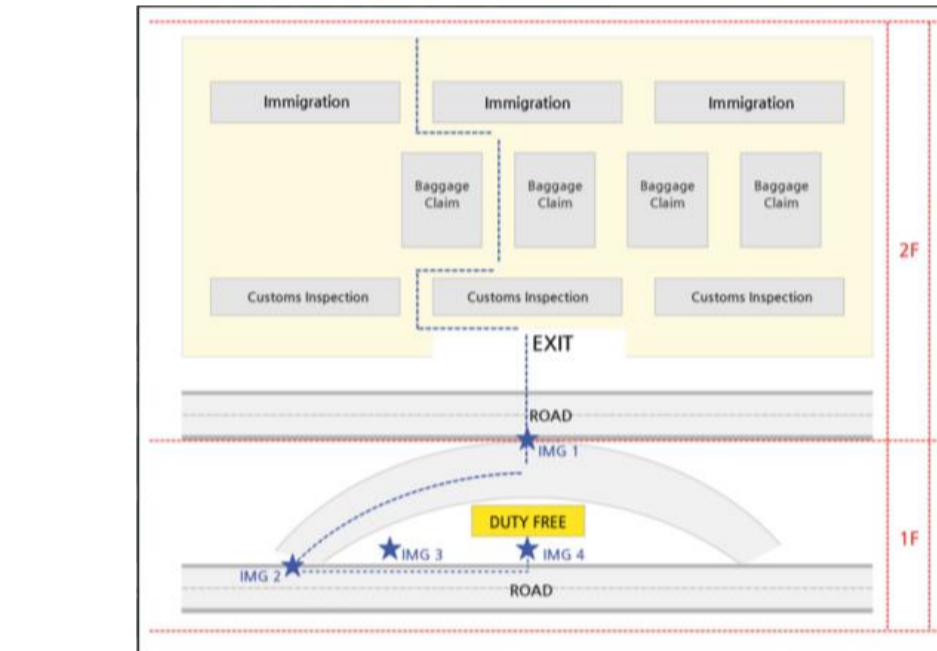 Immigration
Immigration
Immigration
Baggage
Claim
Baggage
Claim
Baggage
Claim
Baggage
Claim
2F
Customs Inspection
Customs Inspection
Customs Inspection
EXIT
ROAD
IMG 1
DUTY FREE
1F
IMG 3
IMG 4
IMG 2
ROAD